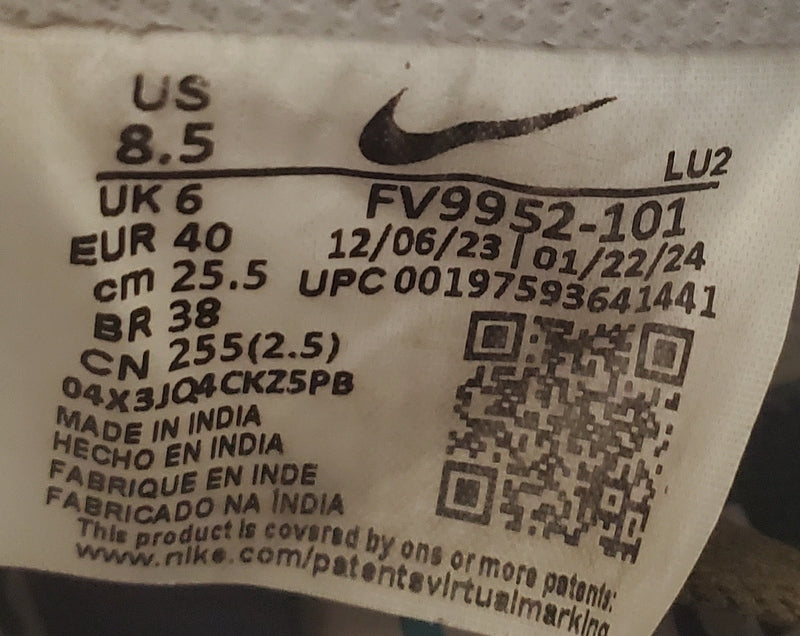 US
8.5
LU2
UK 6
FV9952-101
EUR 40
12/06/23 | 01/22/24
cm 25.5
UPC 00197593641441
BR 38
CN 255(2.5)
04X3JQ4CKZ5PB
MADE IN INDIA
HECHO EN INDIA
FABRIQUE EN INDE
FABRICADO NA ÍNDIA
This product is covered by one or more patents:
www.nike.com/patentsvirtualmarking